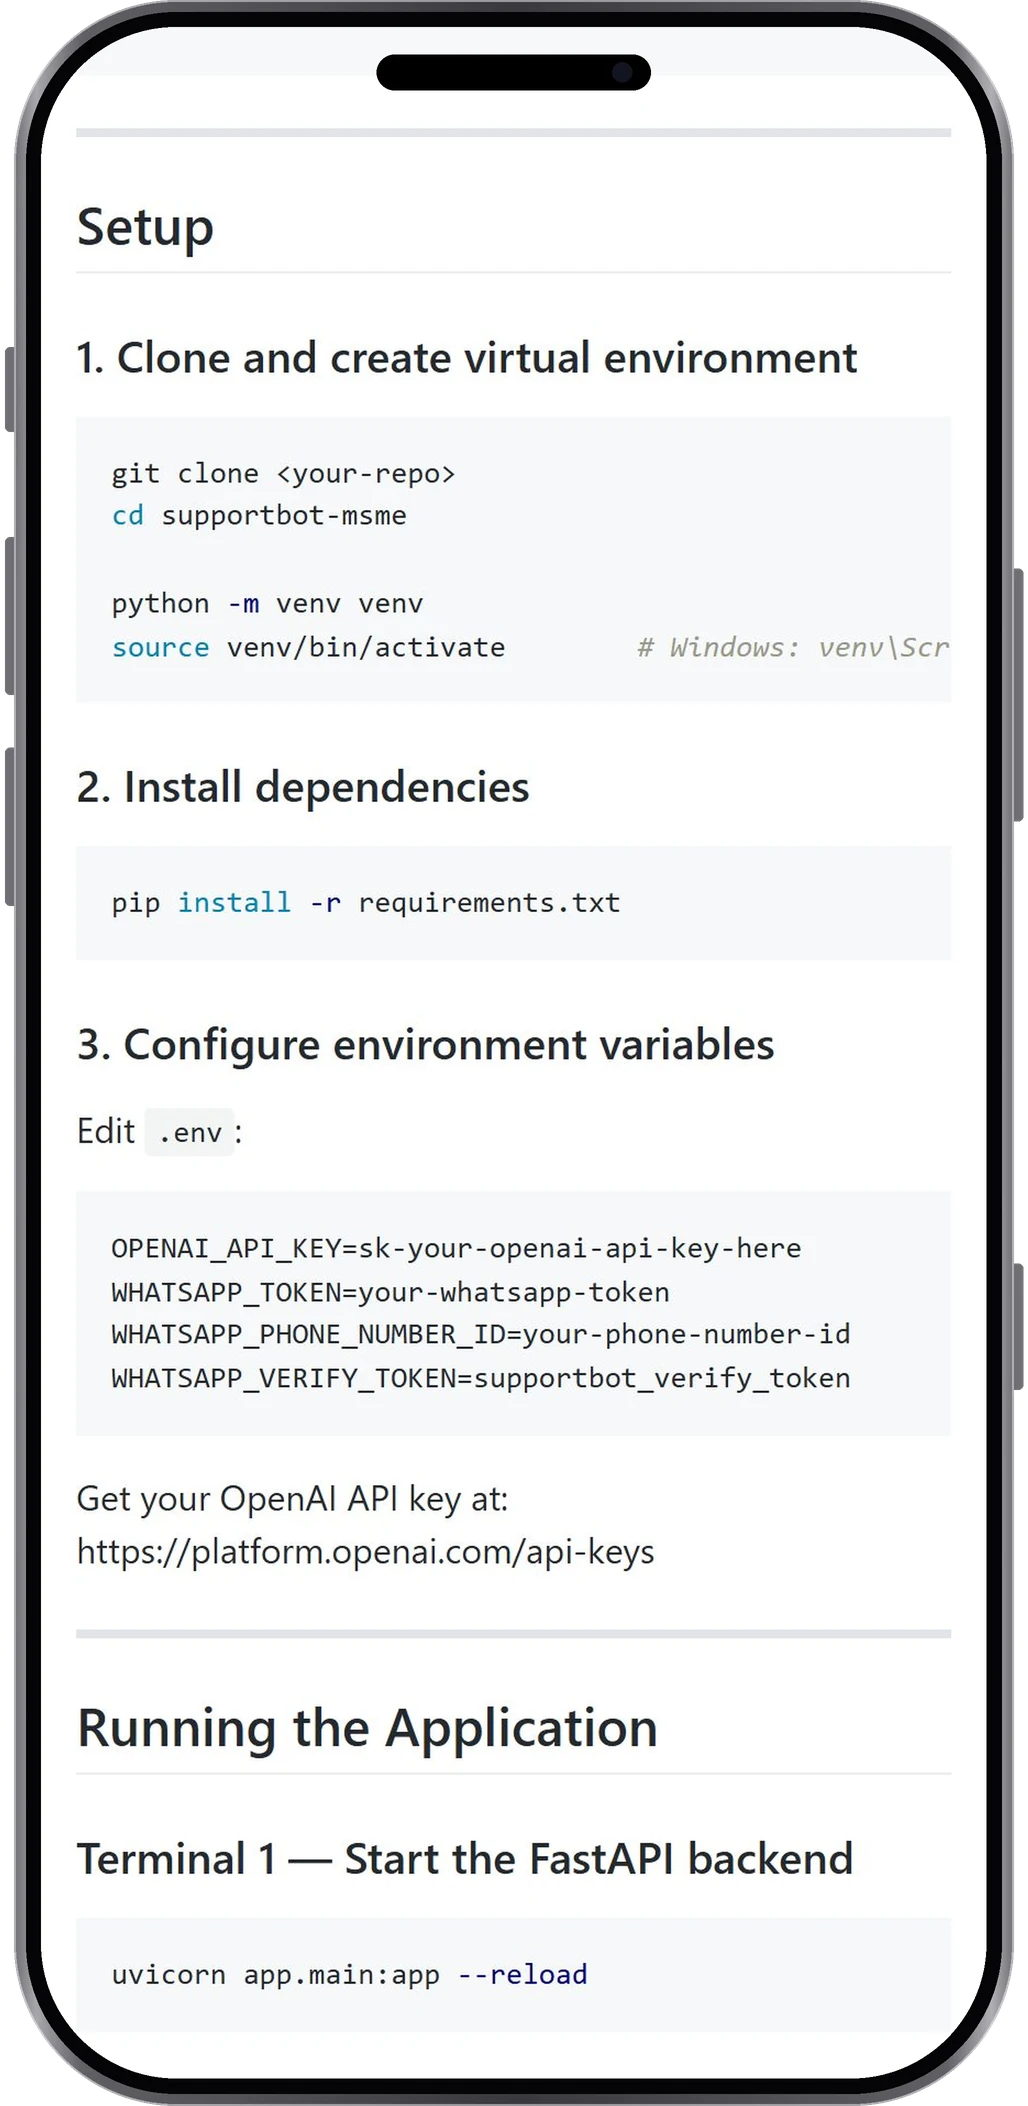 Setup
1. Clone and create virtual environment
git clone <your-repo>
cd supportbot-msme
python -m venv venv
source venv/bin/activate        # Windows: venv\Scr
2. Install dependencies
pip install -r requirements.txt
3. Configure environment variables
Edit .env:
OPENAI_API_KEY=sk-your-openai-api-key-here
WHATSAPP_TOKEN=your-whatsapp-token
WHATSAPP_PHONE_NUMBER_ID=your-phone-number-id
WHATSAPP_VERIFY_TOKEN=supportbot_verify_token
Get your OpenAI API key at:
https://platform.openai.com/api-keys
Running the Application
Terminal 1 — Start the FastAPI backend
uvicorn app.main:app --reload